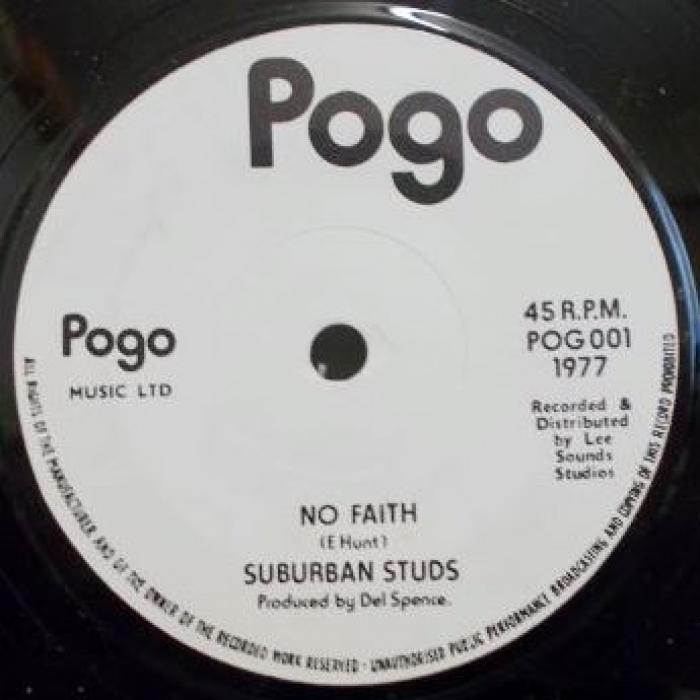 Pogo
Pogo
MUSIC LTD
45 R.P.M.
POG 001
1977
Recorded &
Distributed
by Lee
Sounds
Studios
NO FAITH
(E Hunt)
SUBURBAN STUDS
Produced by Del Spence.
ALL RIGHTS OF THE MANUFACTURER AND OF THE OWNER OF THE RECORDED WORK RESERVED · UNAUTHORISED PUBLIC PERFORMANCE BROADCASTING AND COPYING OF THIS RECORD PROHIBITED